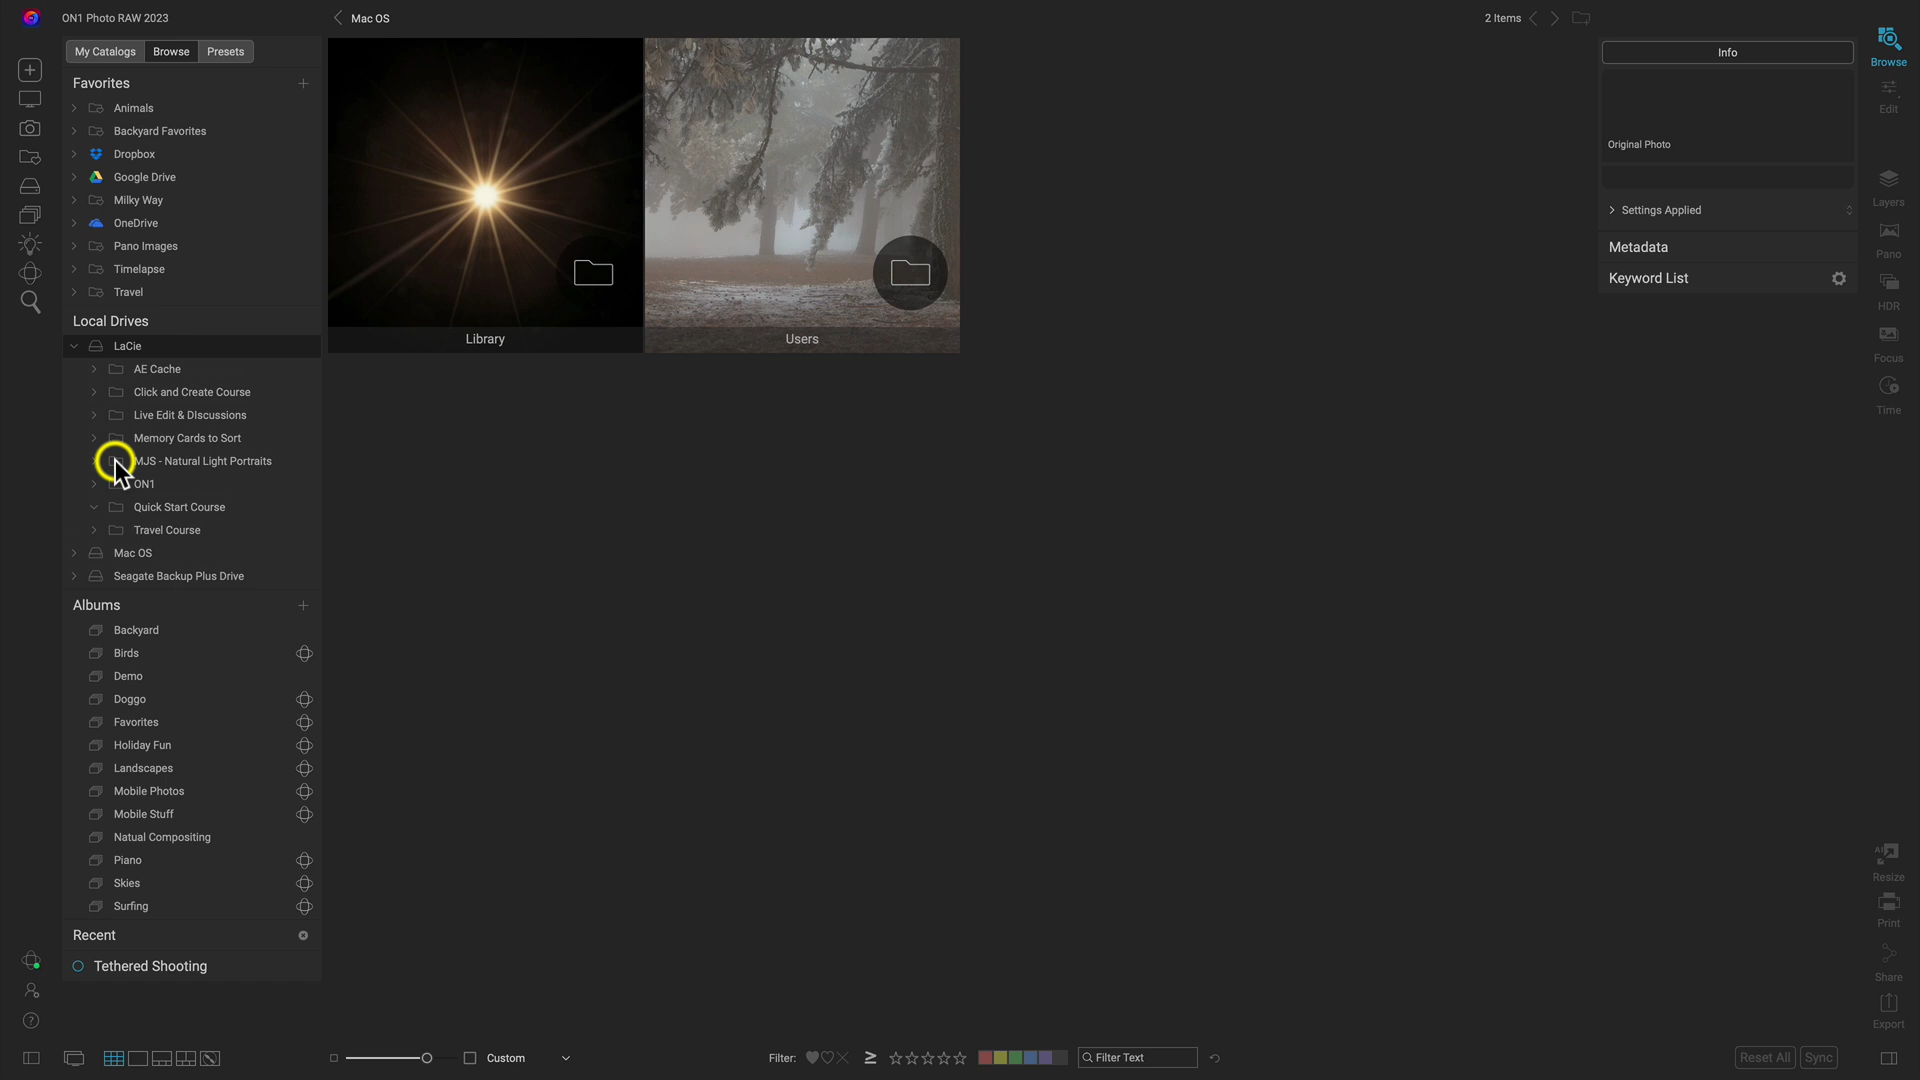 ON1 Photo RAW 2023
Mac OS
2 Items
My Catalogs
Browse
Presets
Favorites
Animals
Backyard Favorites
Dropbox
Google Drive
Milky Way
OneDrive
Pano Images
Timelapse
Travel
Local Drives
LaCie
AE Cache
Click and Create Course
Live Edit & DIscussions
Memory Cards to Sort
MJS - Natural Light Portraits
ON1
Quick Start Course
Travel Course
Mac OS
Seagate Backup Plus Drive
Albums
Backyard
Birds
Demo
Doggo
Favorites
Holiday Fun
Landscapes
Mobile Photos
Mobile Stuff
Natual Compositing
Piano
Skies
Surfing
Recent
Tethered Shooting
Library
Users
Custom
Filter:
Filter Text
Info
Original Photo
Settings Applied
Metadata
Keyword List
Reset All
Sync
Browse
Edit
Layers
Pano
HDR
Focus
Time
AI
Resize
Print
Share
Export